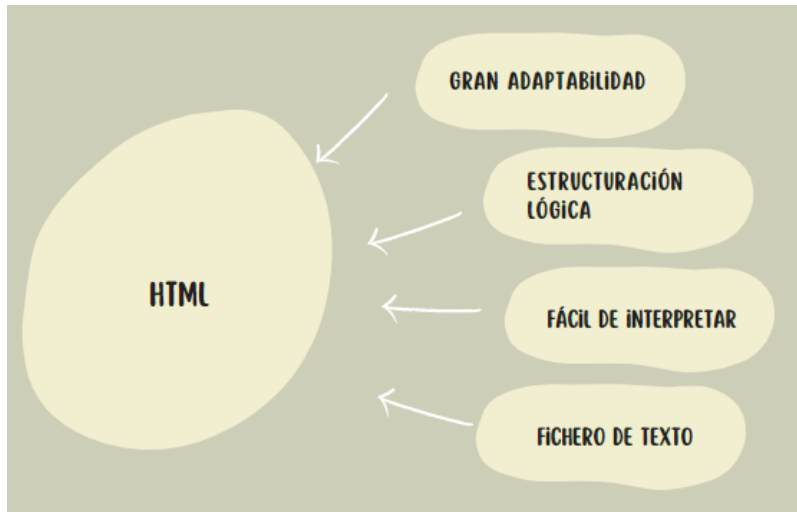 GRAN ADAPTABILIDAD
ESTRUCTURACIÓN
LÓGICA
HTML
FÁCIL DE INTERPRETAR
FICHERO DE TEXTO